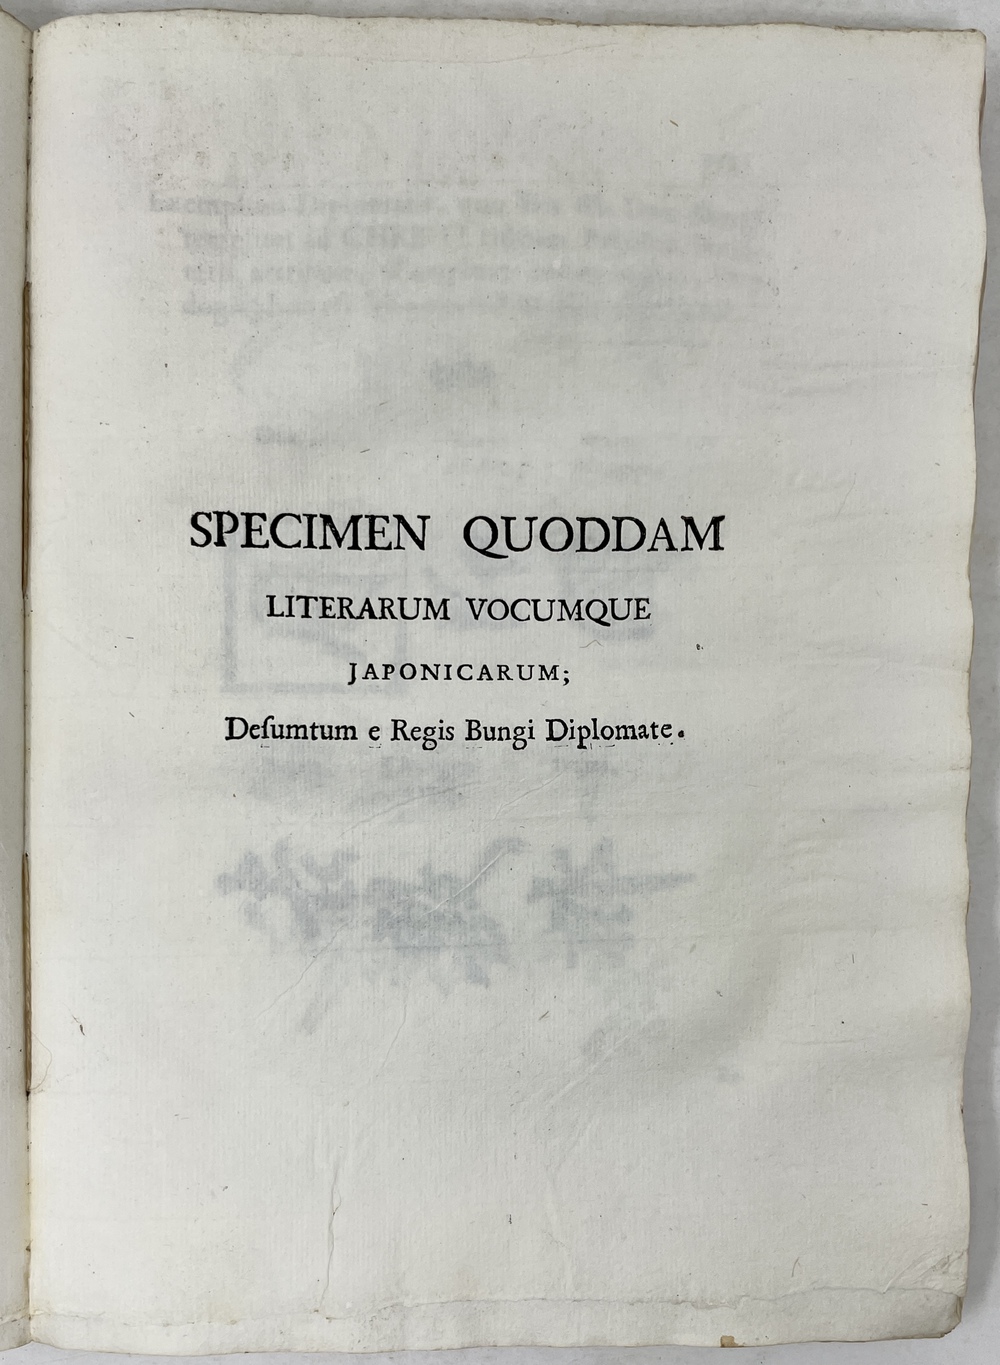 SPECIMEN QUODDAM
LITERARUM VOCUMQUE
JAPONICARUM;
Deſumtum e Regis Bungi Diplomate.